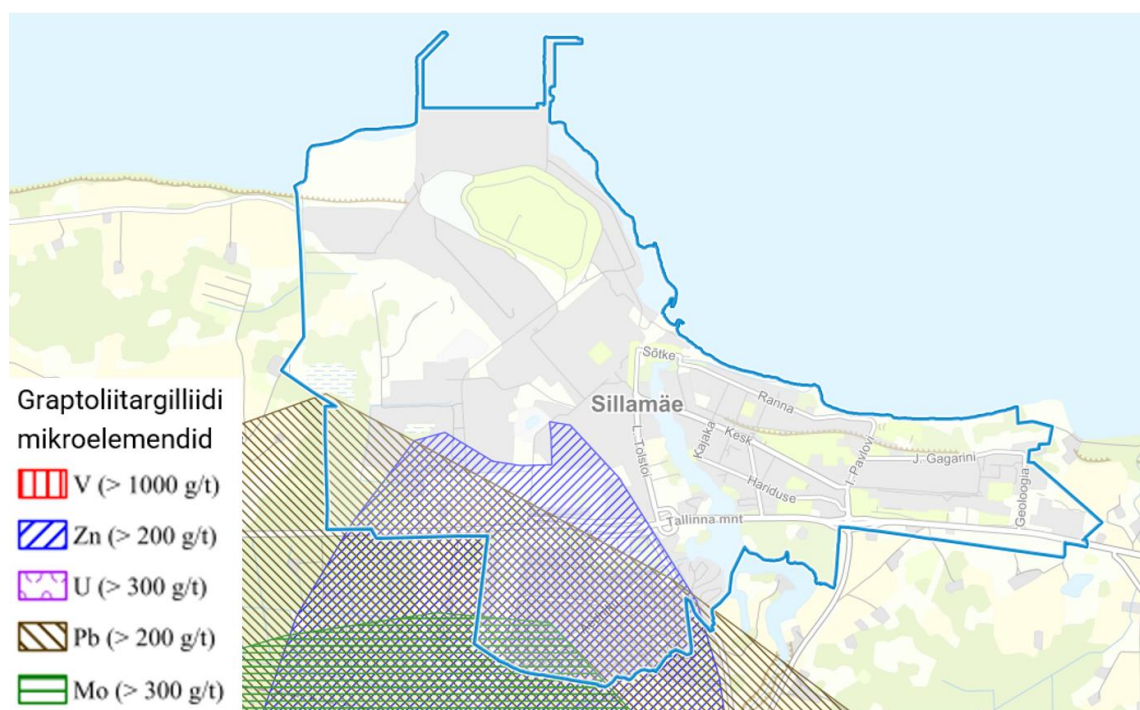 Sõtke
Ranna
Sillamäe
Kesk
L. Tolstoi
Kajaka
I. Pavlovi
J. Gagarini
Hariduse
Geoloogia
Tallinna mnt
Graptoliitargilliidi
mikroelemendid
V (> 1000 g/t)
Zn (> 200 g/t)
U (> 300 g/t)
Pb (> 200 g/t)
Mo (> 300 g/t)